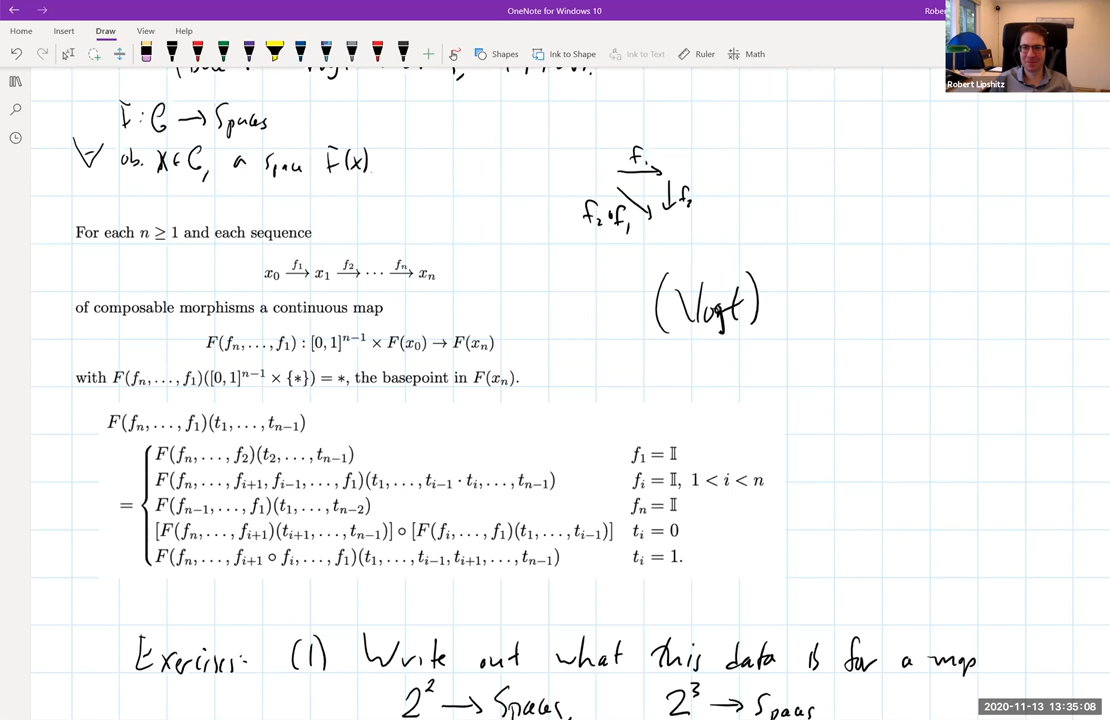 OneNote for Windows 10
Rober
Home Insert Draw View Help
Shapes Ink to Shape Ink to Text Ruler Math
Robert Lipshitz
F : C → Spaces
∀ ob. X ∈ C, a space F(x).
f₁
f₂∘f₁ f₂
For each n ≥ 1 and each sequence
x₀ —f₁→ x₁ —f₂→ ⋯ —fₙ→ xₙ
(Vogt)
of composable morphisms a continuous map
F(fₙ, …, f₁) : [0, 1]ⁿ⁻¹ × F(x₀) → F(xₙ)
with F(fₙ, …, f₁)([0, 1]ⁿ⁻¹ × {*}) = *, the basepoint in F(xₙ).
F(fₙ, …, f₁)(t₁, …, tₙ₋₁)
F(fₙ, …, f₂)(t₂, …, tₙ₋₁) f₁ = 𝕀
F(fₙ, …, fᵢ₊₁, fᵢ₋₁, …, f₁)(t₁, …, tᵢ₋₁ · tᵢ, …, tₙ₋₁) fᵢ = 𝕀, 1 < i < n
= { F(fₙ₋₁, …, f₁)(t₁, …, tₙ₋₂) fₙ = 𝕀
[F(fₙ, …, fᵢ₊₁)(tᵢ₊₁, …, tₙ₋₁)] ∘ [F(fᵢ, …, f₁)(t₁, …, tᵢ₋₁)] tᵢ = 0
F(fₙ, …, fᵢ₊₁ ∘ fᵢ, …, f₁)(t₁, …, tᵢ₋₁, tᵢ₊₁, …, tₙ₋₁) tᵢ = 1.
Exercises: (1) Write out what this data is for a map
2² → Spaces, 2³ → Spaces
2020-11-13 13:35:08